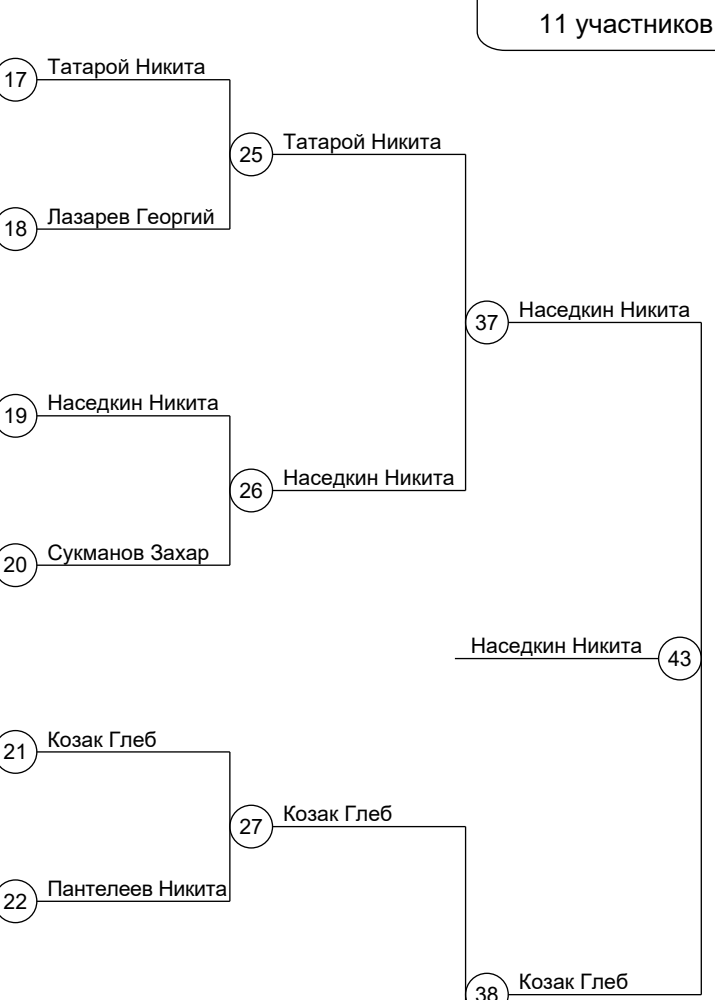 11 участников
17 Татарой Никита
25 Татарой Никита
18 Лазарев Георгий
37 Наседкин Никита
19 Наседкин Никита
26 Наседкин Никита
20 Сукманов Захар
Наседкин Никита 43
21 Козак Глеб
27 Козак Глеб
22 Пантелеев Никита
38 Козак Глеб